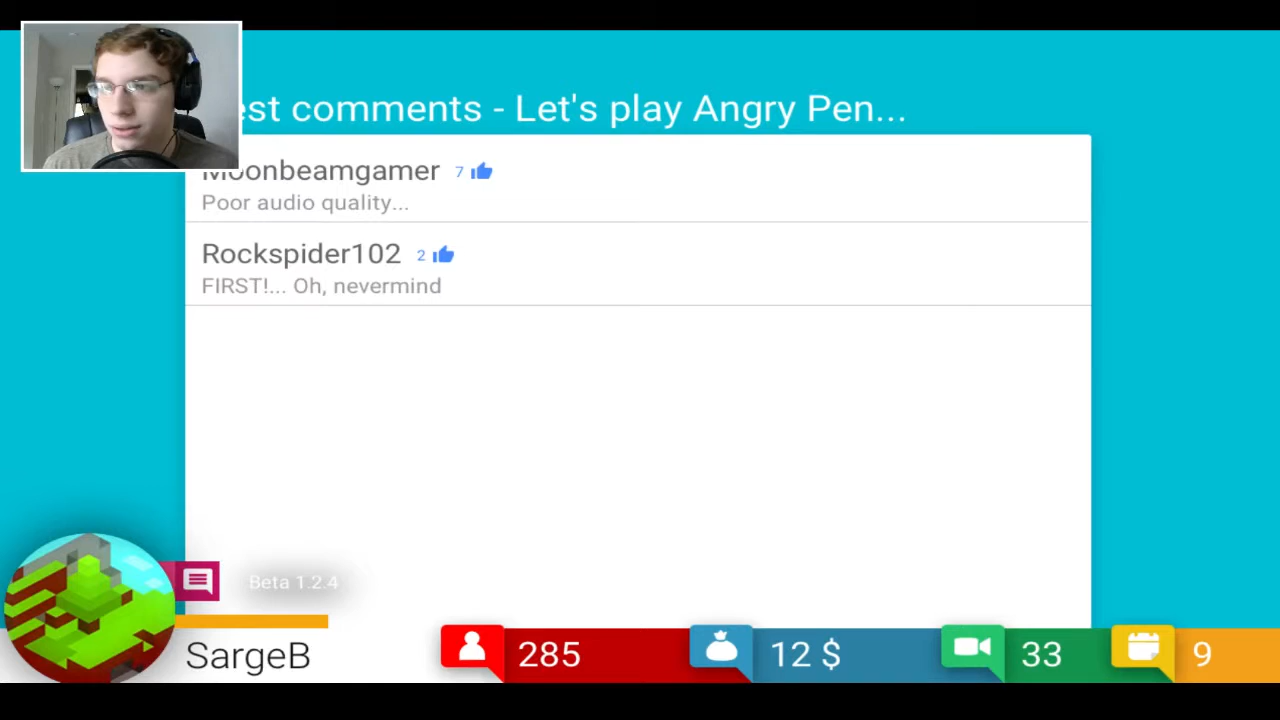 est comments - Let's play Angry Pen...
Moonbeamgamer 7
Poor audio quality...
Rockspider102 2
FIRST!... Oh, nevermind
Beta 1.2.4
SargeB
285
12 $
33
9